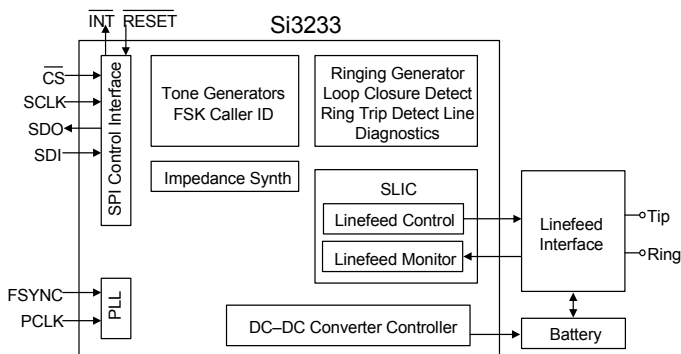 Si3233
INT RESET
CS
SCLK
SDO
SDI
SPI Control Interface
Tone Generators
FSK Caller ID
Ringing Generator
Loop Closure Detect
Ring Trip Detect Line
Diagnostics
Impedance Synth
SLIC
Linefeed Control
Linefeed Monitor
Linefeed
Interface
Tip
Ring
FSYNC
PCLK
PLL
DC–DC Converter Controller
Battery